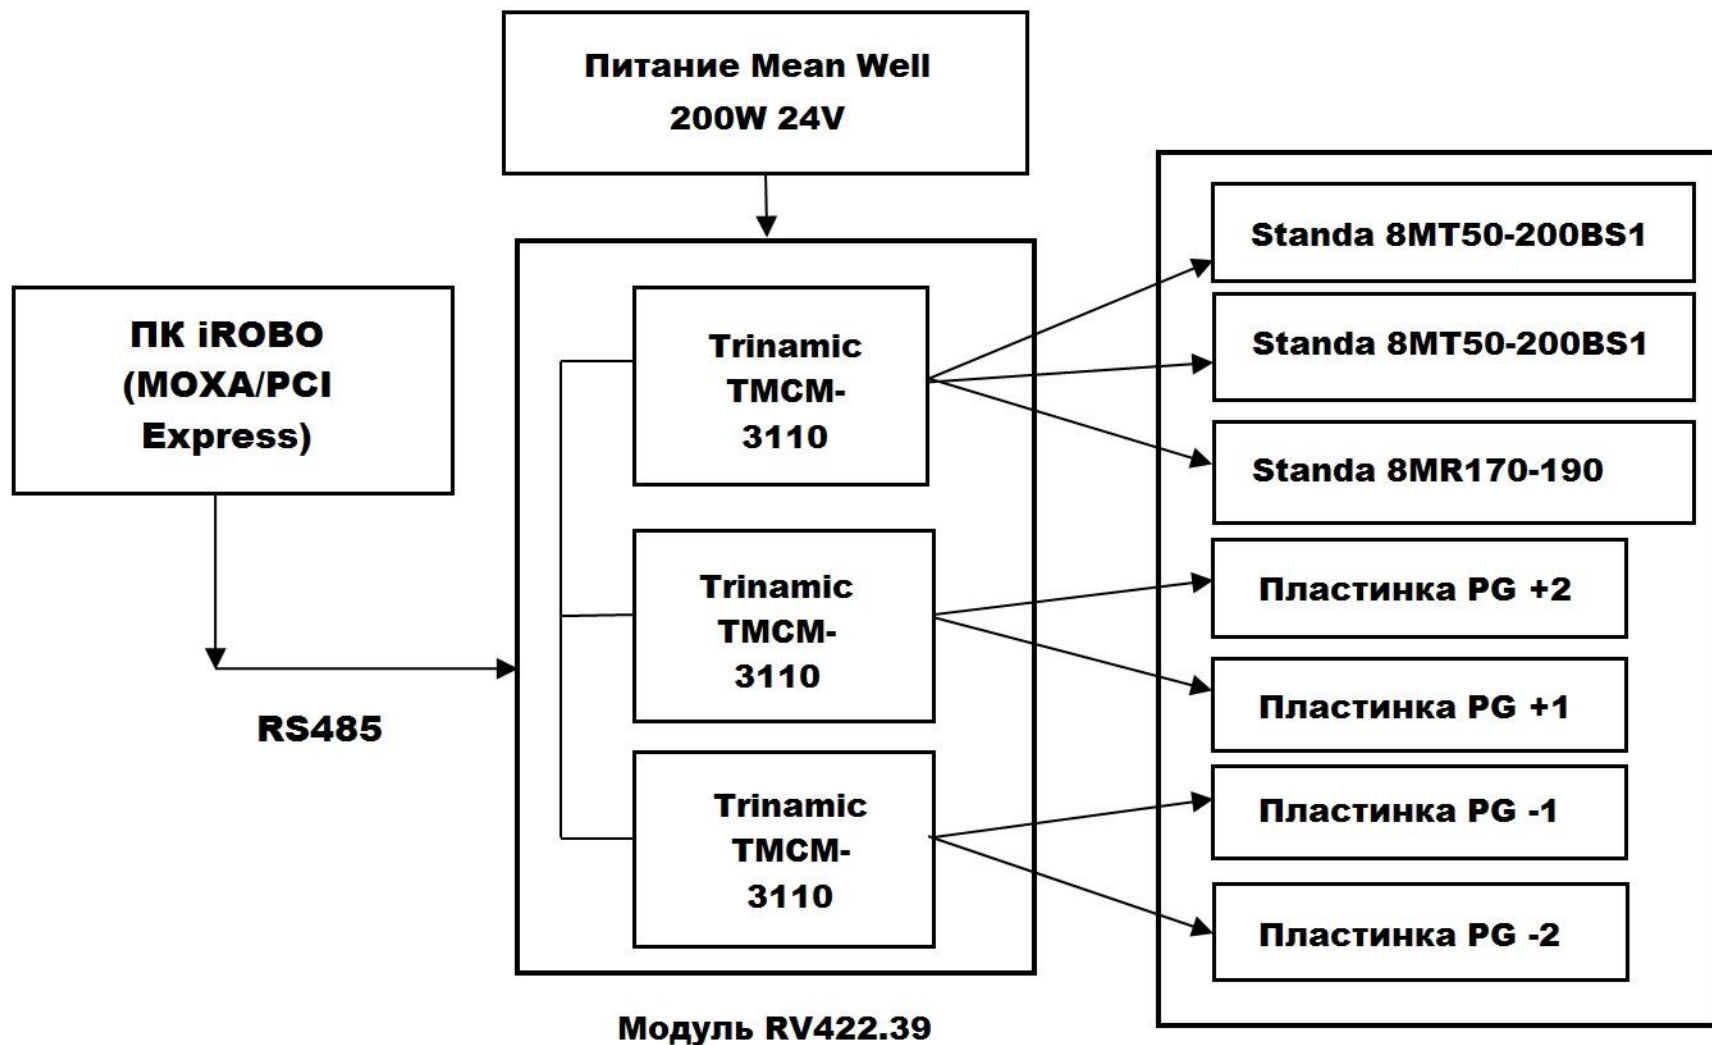 Питание Mean Well
200W 24V
ПК iROBO
(MOXA/PCI
Express)
RS485
Trinamic
TMCM-
3110
Trinamic
TMCM-
3110
Trinamic
TMCM-
3110
Модуль RV422.39
Standa 8MT50-200BS1
Standa 8MT50-200BS1
Standa 8MR170-190
Пластинка PG +2
Пластинка PG +1
Пластинка PG -1
Пластинка PG -2